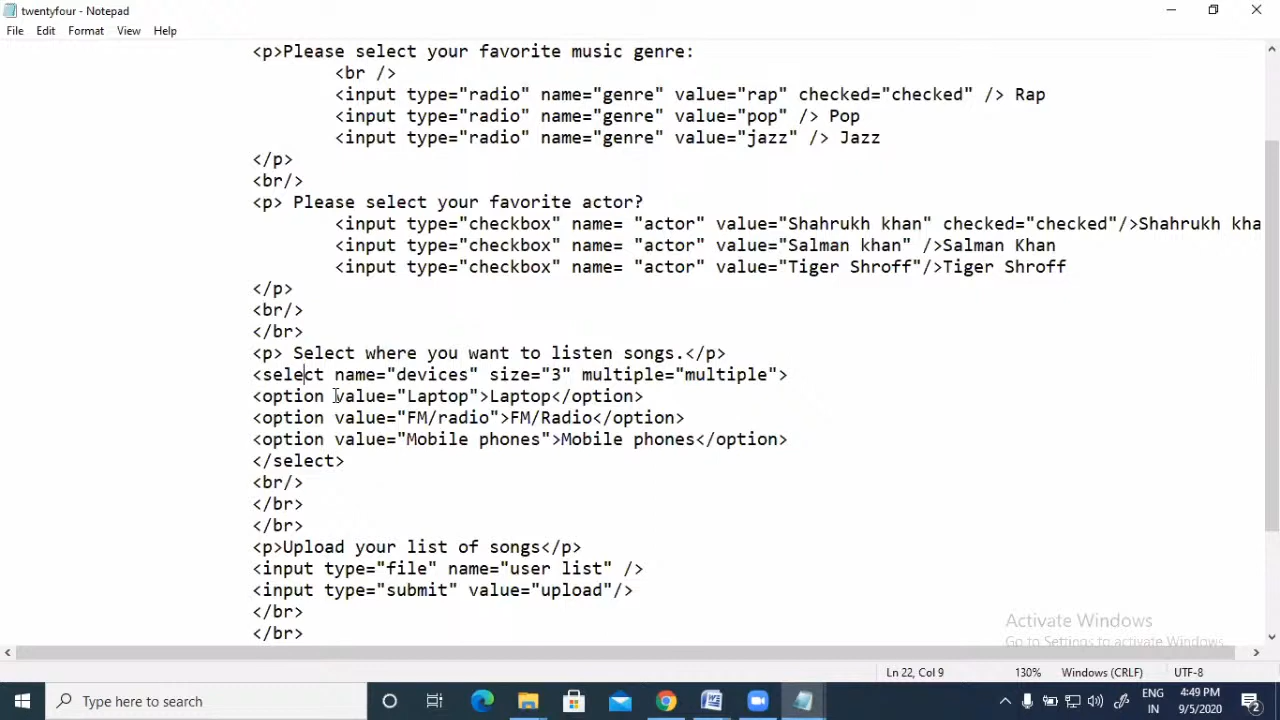 twentyfour - Notepad
File Edit Format View Help
<p>Please select your favorite music genre:
<br />
<input type="radio" name="genre" value="rap" checked="checked" /> Rap
<input type="radio" name="genre" value="pop" /> Pop
<input type="radio" name="genre" value="jazz" /> Jazz
</p>
<br/>
<p> Please select your favorite actor?
<input type="checkbox" name= "actor" value="Shahrukh khan" checked="checked"/>Shahrukh kha
<input type="checkbox" name= "actor" value="Salman khan" />Salman Khan
<input type="checkbox" name= "actor" value="Tiger Shroff"/>Tiger Shroff
</p>
<br/>
</br>
<p> Select where you want to listen songs.</p>
<select name="devices" size="3" multiple="multiple">
<option value="Laptop">Laptop</option>
<option value="FM/radio">FM/Radio</option>
<option value="Mobile phones">Mobile phones</option>
</select>
<br/>
</br>
</br>
<p>Upload your list of songs</p>
<input type="file" name="user list" />
<input type="submit" value="upload"/>
</br>
</br>
Activate Windows
Go to Settings to activate Windows.
Ln 22, Col 9 130% Windows (CRLF) UTF-8
Type here to search
ENG 4:49 PM
IN 9/5/2020 2